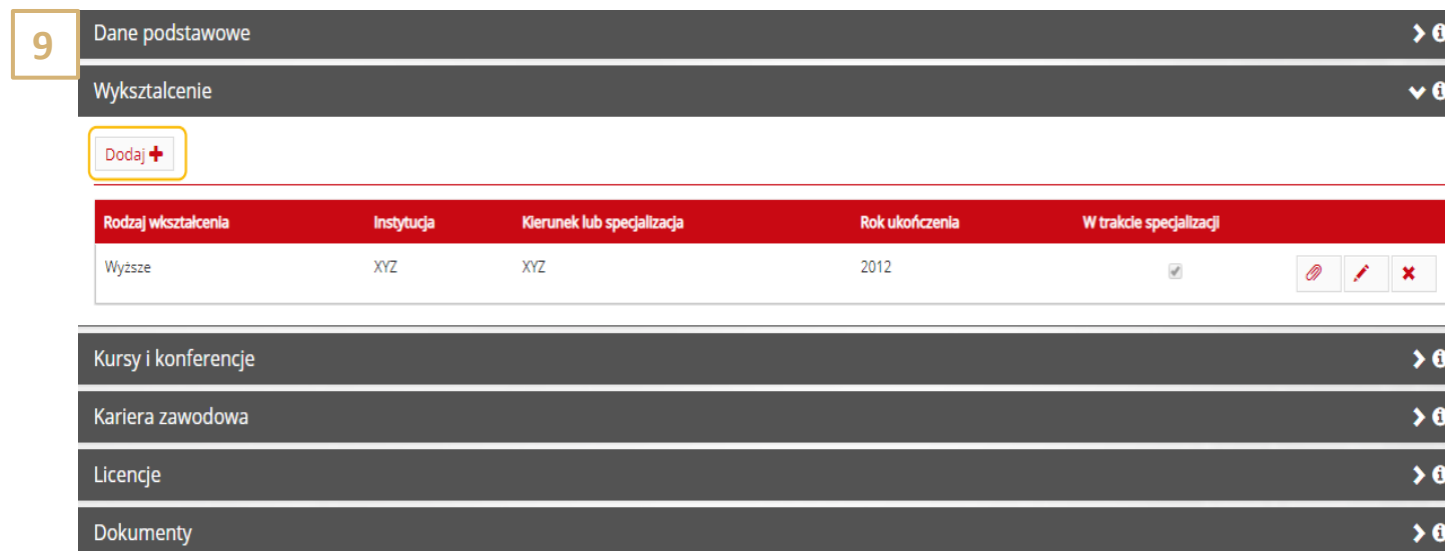 9
Dane podstawowe
Wyksztalcenie
Dodaj
Rodzaj wkształcenia Instytucja Kierunek lub specjalizacja Rok ukończenia W trakcie specjalizacji
Wyższe XYZ XYZ 2012
Kursy i konferencje
Kariera zawodowa
Licencje
Dokumenty